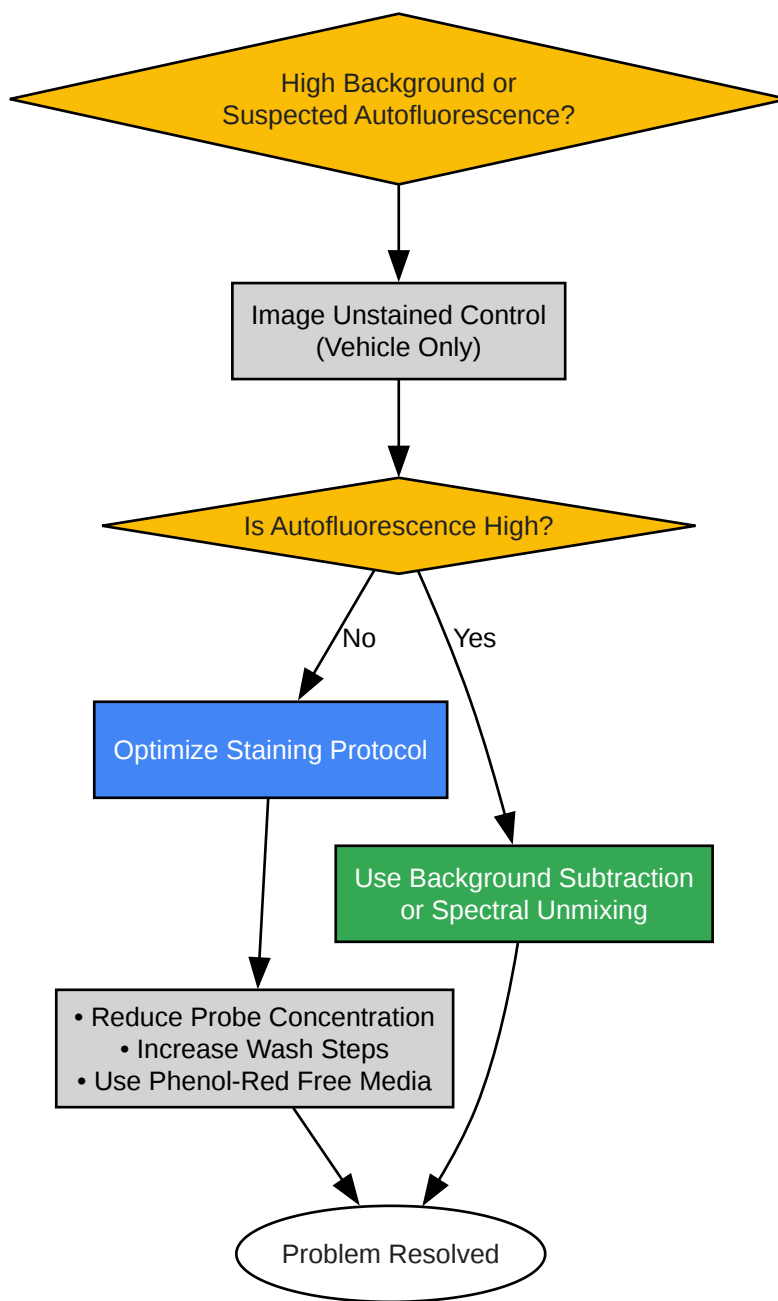 High Background or
Suspected Autofluorescence?
Image Unstained Control
(Vehicle Only)
Is Autofluorescence High?
No
Yes
Optimize Staining Protocol
Use Background Subtraction
or Spectral Unmixing
• Reduce Probe Concentration
• Increase Wash Steps
• Use Phenol-Red Free Media
Problem Resolved